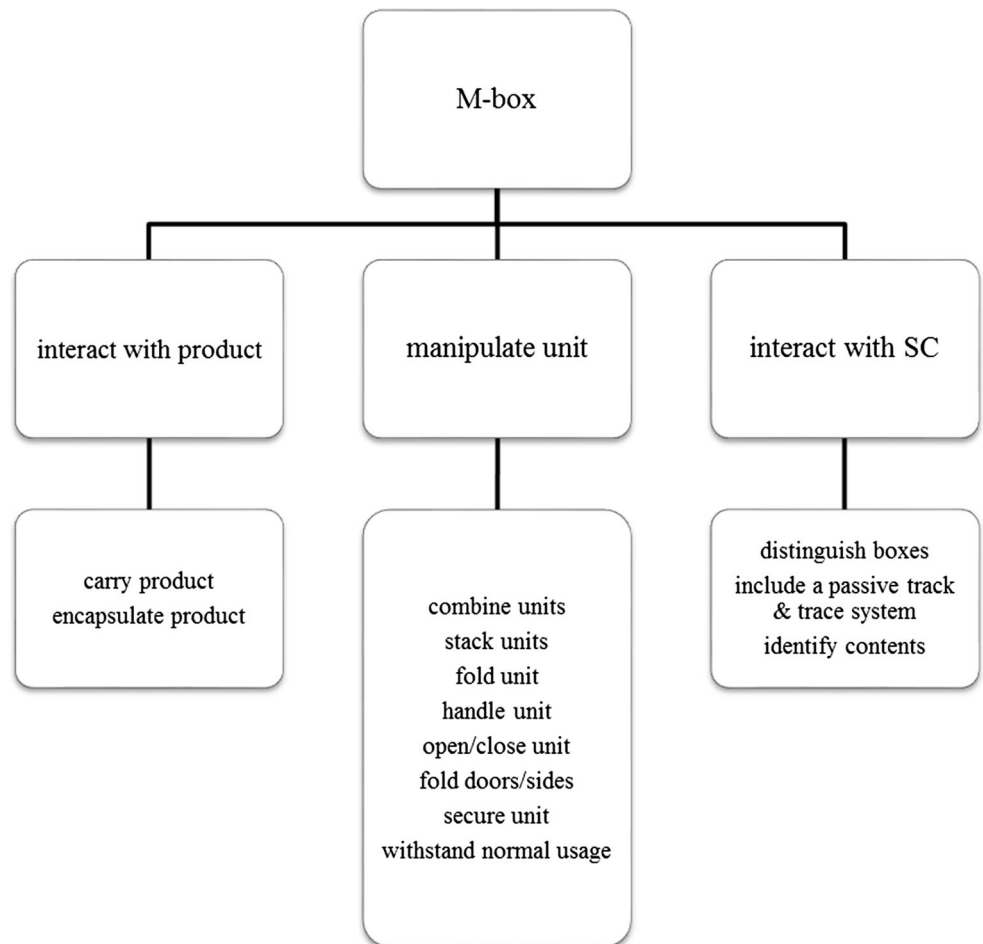 M-box
interact with product
manipulate unit
interact with SC
carry product
encapsulate product
combine units
stack units
fold unit
handle unit
open/close unit
fold doors/sides
secure unit
withstand normal usage
distinguish boxes
include a passive track
& trace system
identify contents